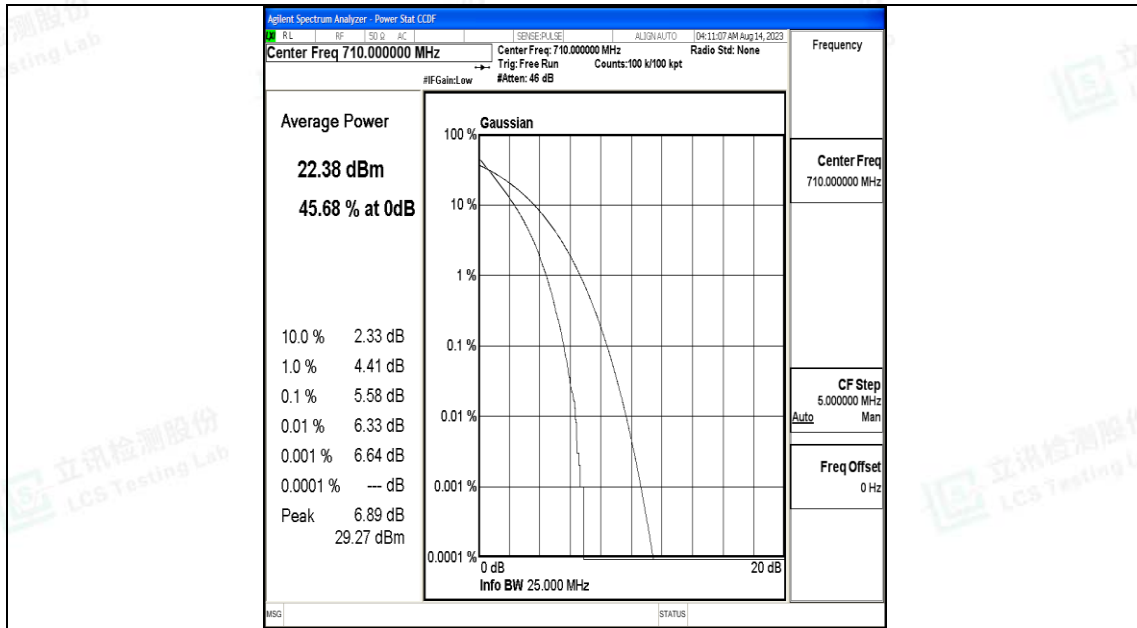 Agilent Spectrum Analyzer - Power Stat CCDF
RL RF 50 Ω AC SENSE:PULSE ALIGN AUTO 04:11:07 AM Aug 14, 2023
Center Freq 710.000000 MHz
Center Freq: 710.000000 MHz Radio Std: None
Trig: Free Run Counts:100 k/100 kpt
#IFGain:Low #Atten: 46 dB
Frequency
Average Power
22.38 dBm
45.68 % at 0dB
10.0 % 2.33 dB
1.0 % 4.41 dB
0.1 % 5.58 dB
0.01 % 6.33 dB
0.001 % 6.64 dB
0.0001 % --- dB
Peak 6.89 dB
29.27 dBm
Gaussian
100 %
10 %
1 %
0.1 %
0.01 %
0.001 %
0.0001 %
0 dB 20 dB
Info BW 25.000 MHz
Center Freq
710.000000 MHz
CF Step
5.000000 MHz
Auto Man
Freq Offset
0 Hz
MSG STATUS
立讯检测股份
LCS Testing Lab